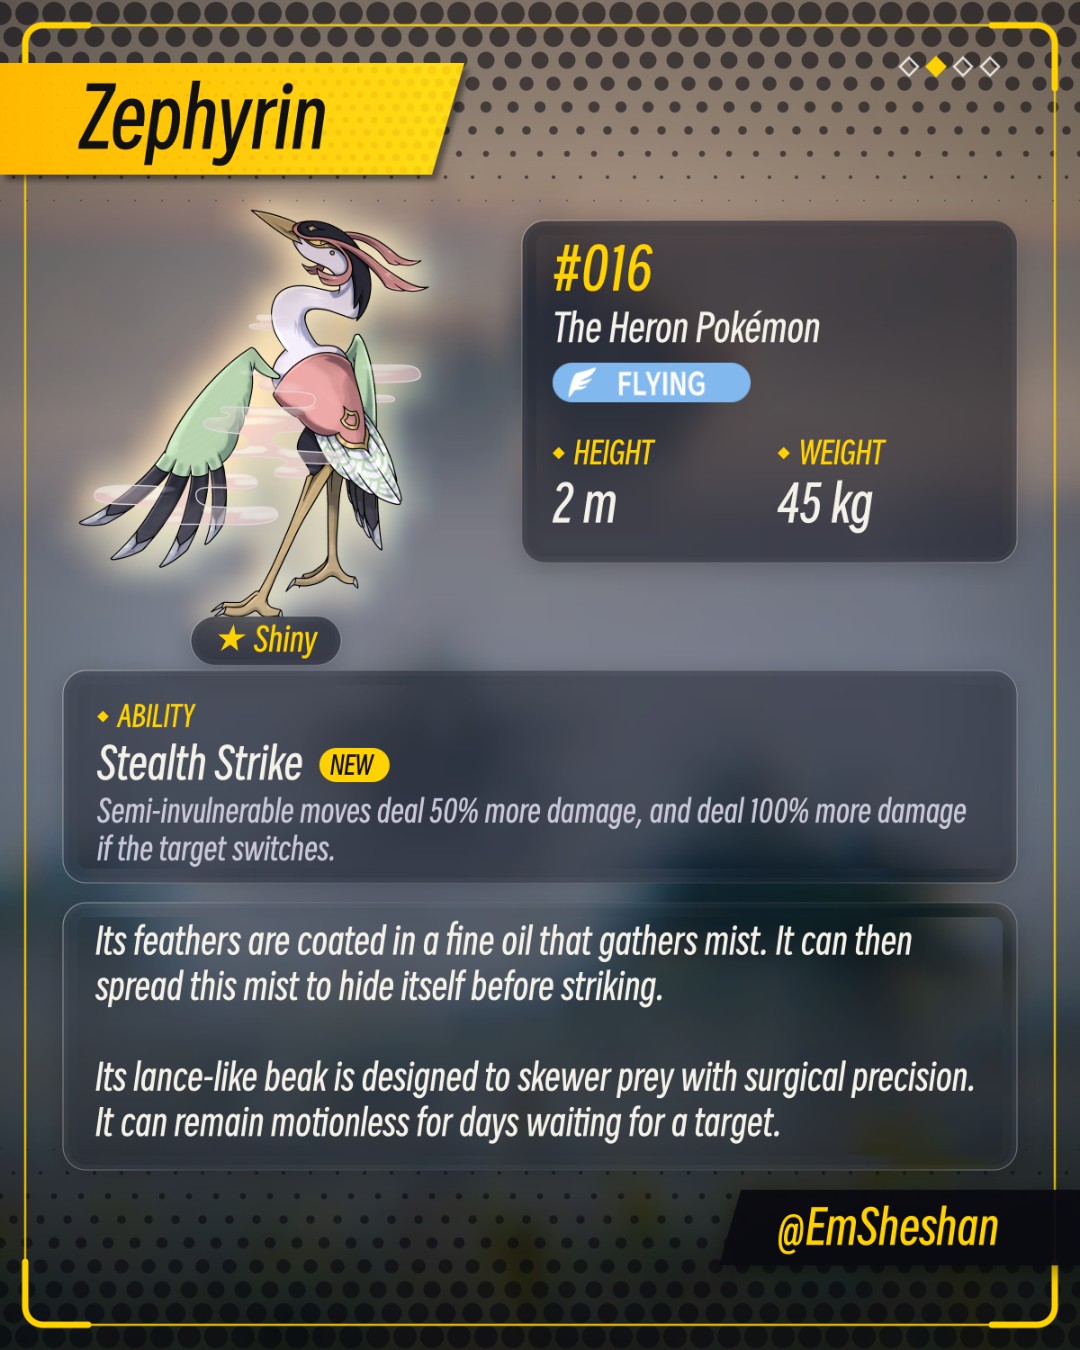 Zephyrin
#016
The Heron Pokémon
FLYING
HEIGHT
WEIGHT
2 m
45 kg
Shiny
ABILITY
Stealth Strike NEW
Semi-invulnerable moves deal 50% more damage, and deal 100% more damage
if the target switches.
Its feathers are coated in a fine oil that gathers mist. It can then
spread this mist to hide itself before striking.
Its lance-like beak is designed to skewer prey with surgical precision.
It can remain motionless for days waiting for a target.
@EmSheshan